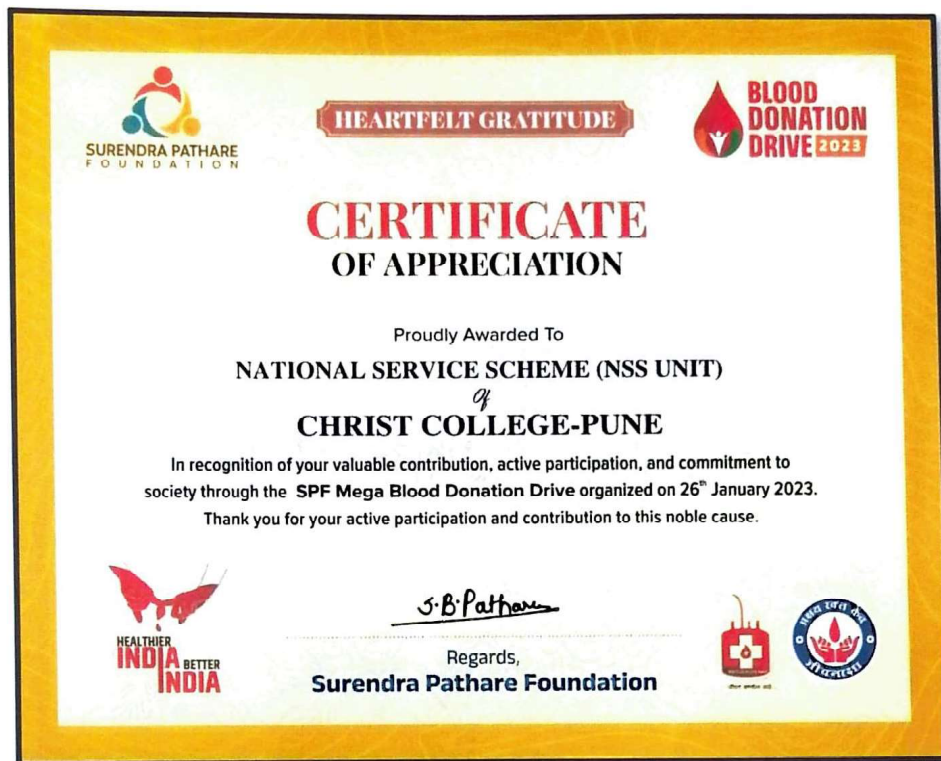 SURENDRA PATHARE
FOUNDATION
HEARTFELT GRATITUDE
BLOOD
DONATION
DRIVE 2023
CERTIFICATE
OF APPRECIATION
Proudly Awarded To
NATIONAL SERVICE SCHEME (NSS UNIT)
Of
CHRIST COLLEGE-PUNE
In recognition of your valuable contribution, active participation, and commitment to
society through the SPF Mega Blood Donation Drive organized on 26th January 2023.
Thank you for your active participation and contribution to this noble cause.
HEALTHIER
INDIA BETTER
INDIA
S.B.Pathare
Regards,
Surendra Pathare Foundation
अक्षय रक्त केंद्र